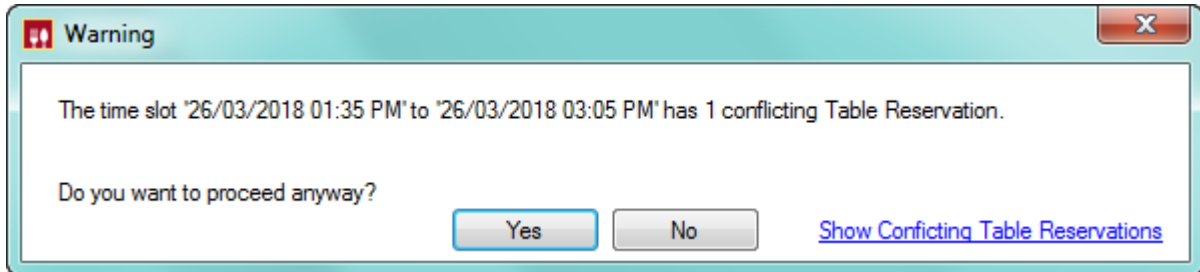 Warning
The time slot "26/03/2018 01:35 PM" to "26/03/2018 03:05 PM" has 1 conflicting Table Reservation.
Do you want to proceed anyway?
Yes No Show Conficting Table Reservations